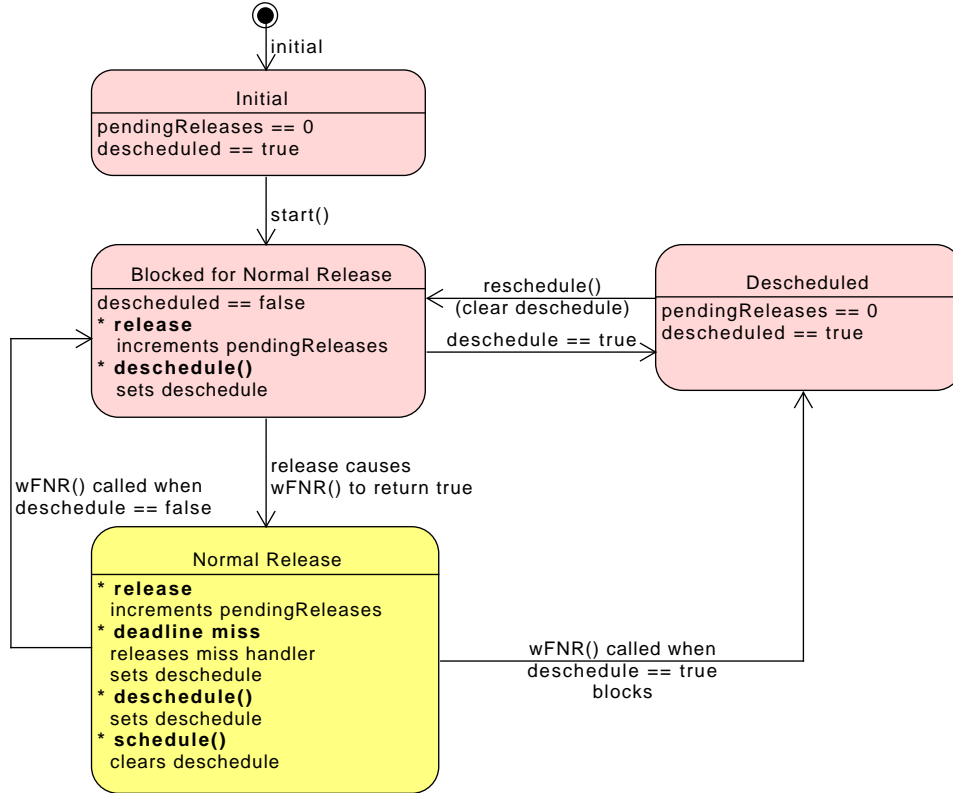 initial
Initial
pendingReleases == 0
descheduled == true
start()
Blocked for Normal Release
descheduled == false
* release
increments pendingReleases
* deschedule()
sets deschedule
reschedule()
(clear deschedule)
deschedule == true
Descheduled
pendingReleases == 0
descheduled == true
wFNR() called when
deschedule == false
release causes
wFNR() to return true
Normal Release
* release
increments pendingReleases
* deadline miss
releases miss handler
sets deschedule
* deschedule()
sets deschedule
* schedule()
clears deschedule
wFNR() called when
deschedule == true
blocks